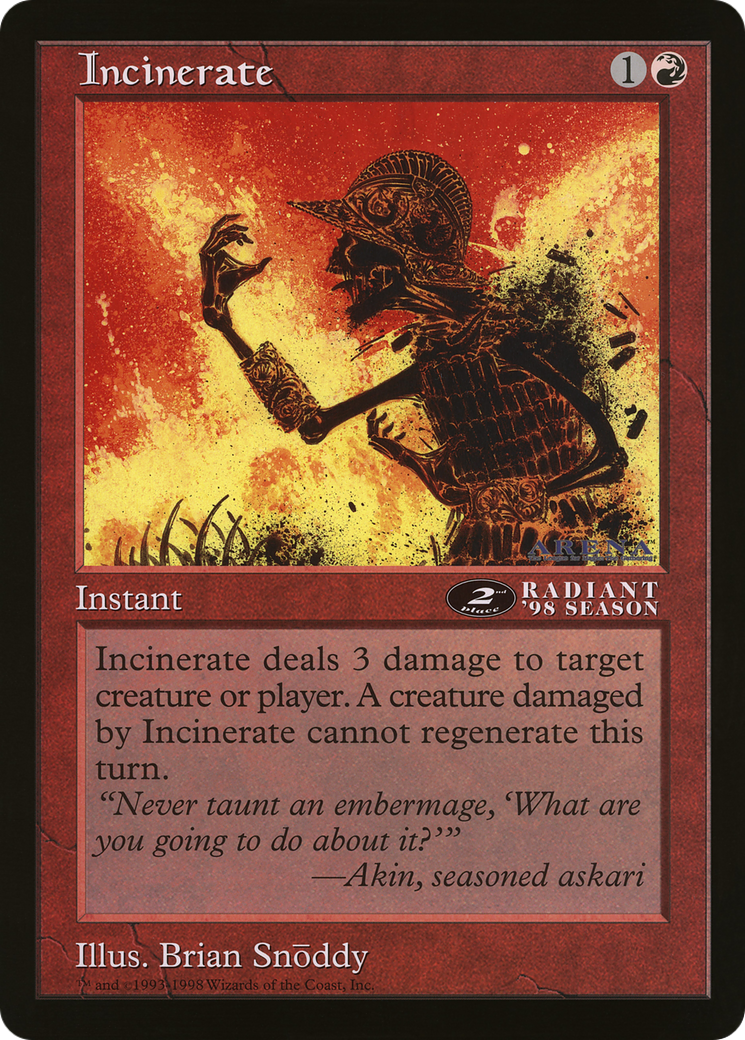 Incinerate 1
ARENA
Instant
2nd place
RADIANT
'98 SEASON
Incinerate deals 3 damage to target
creature or player. A creature damaged
by Incinerate cannot regenerate this
turn.
“Never taunt an embermage, ‘What are
you going to do about it?’”
—Akin, seasoned askari
Illus. Brian Snōddy
™ and ©1993-1998 Wizards of the Coast, Inc.